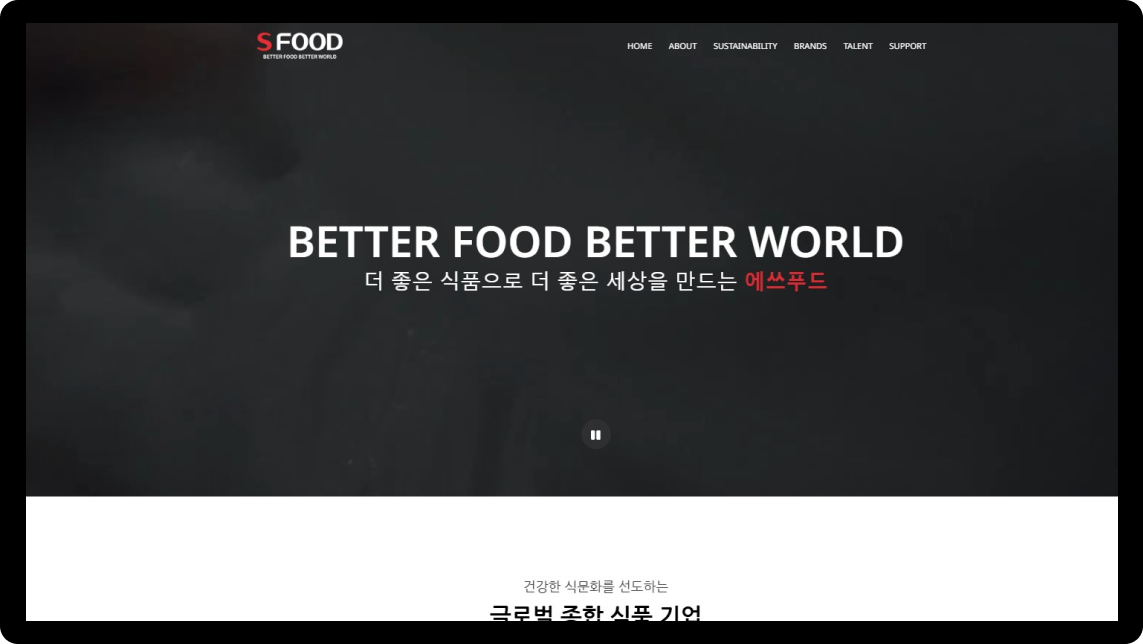 S FOOD
BETTER FOOD BETTER WORLD
HOME ABOUT SUSTAINABILITY BRANDS TALENT SUPPORT
BETTER FOOD BETTER WORLD
더 좋은 식품으로 더 좋은 세상을 만드는 에쓰푸드
건강한 식문화를 선도하는
글로벌 종합 식품 기업